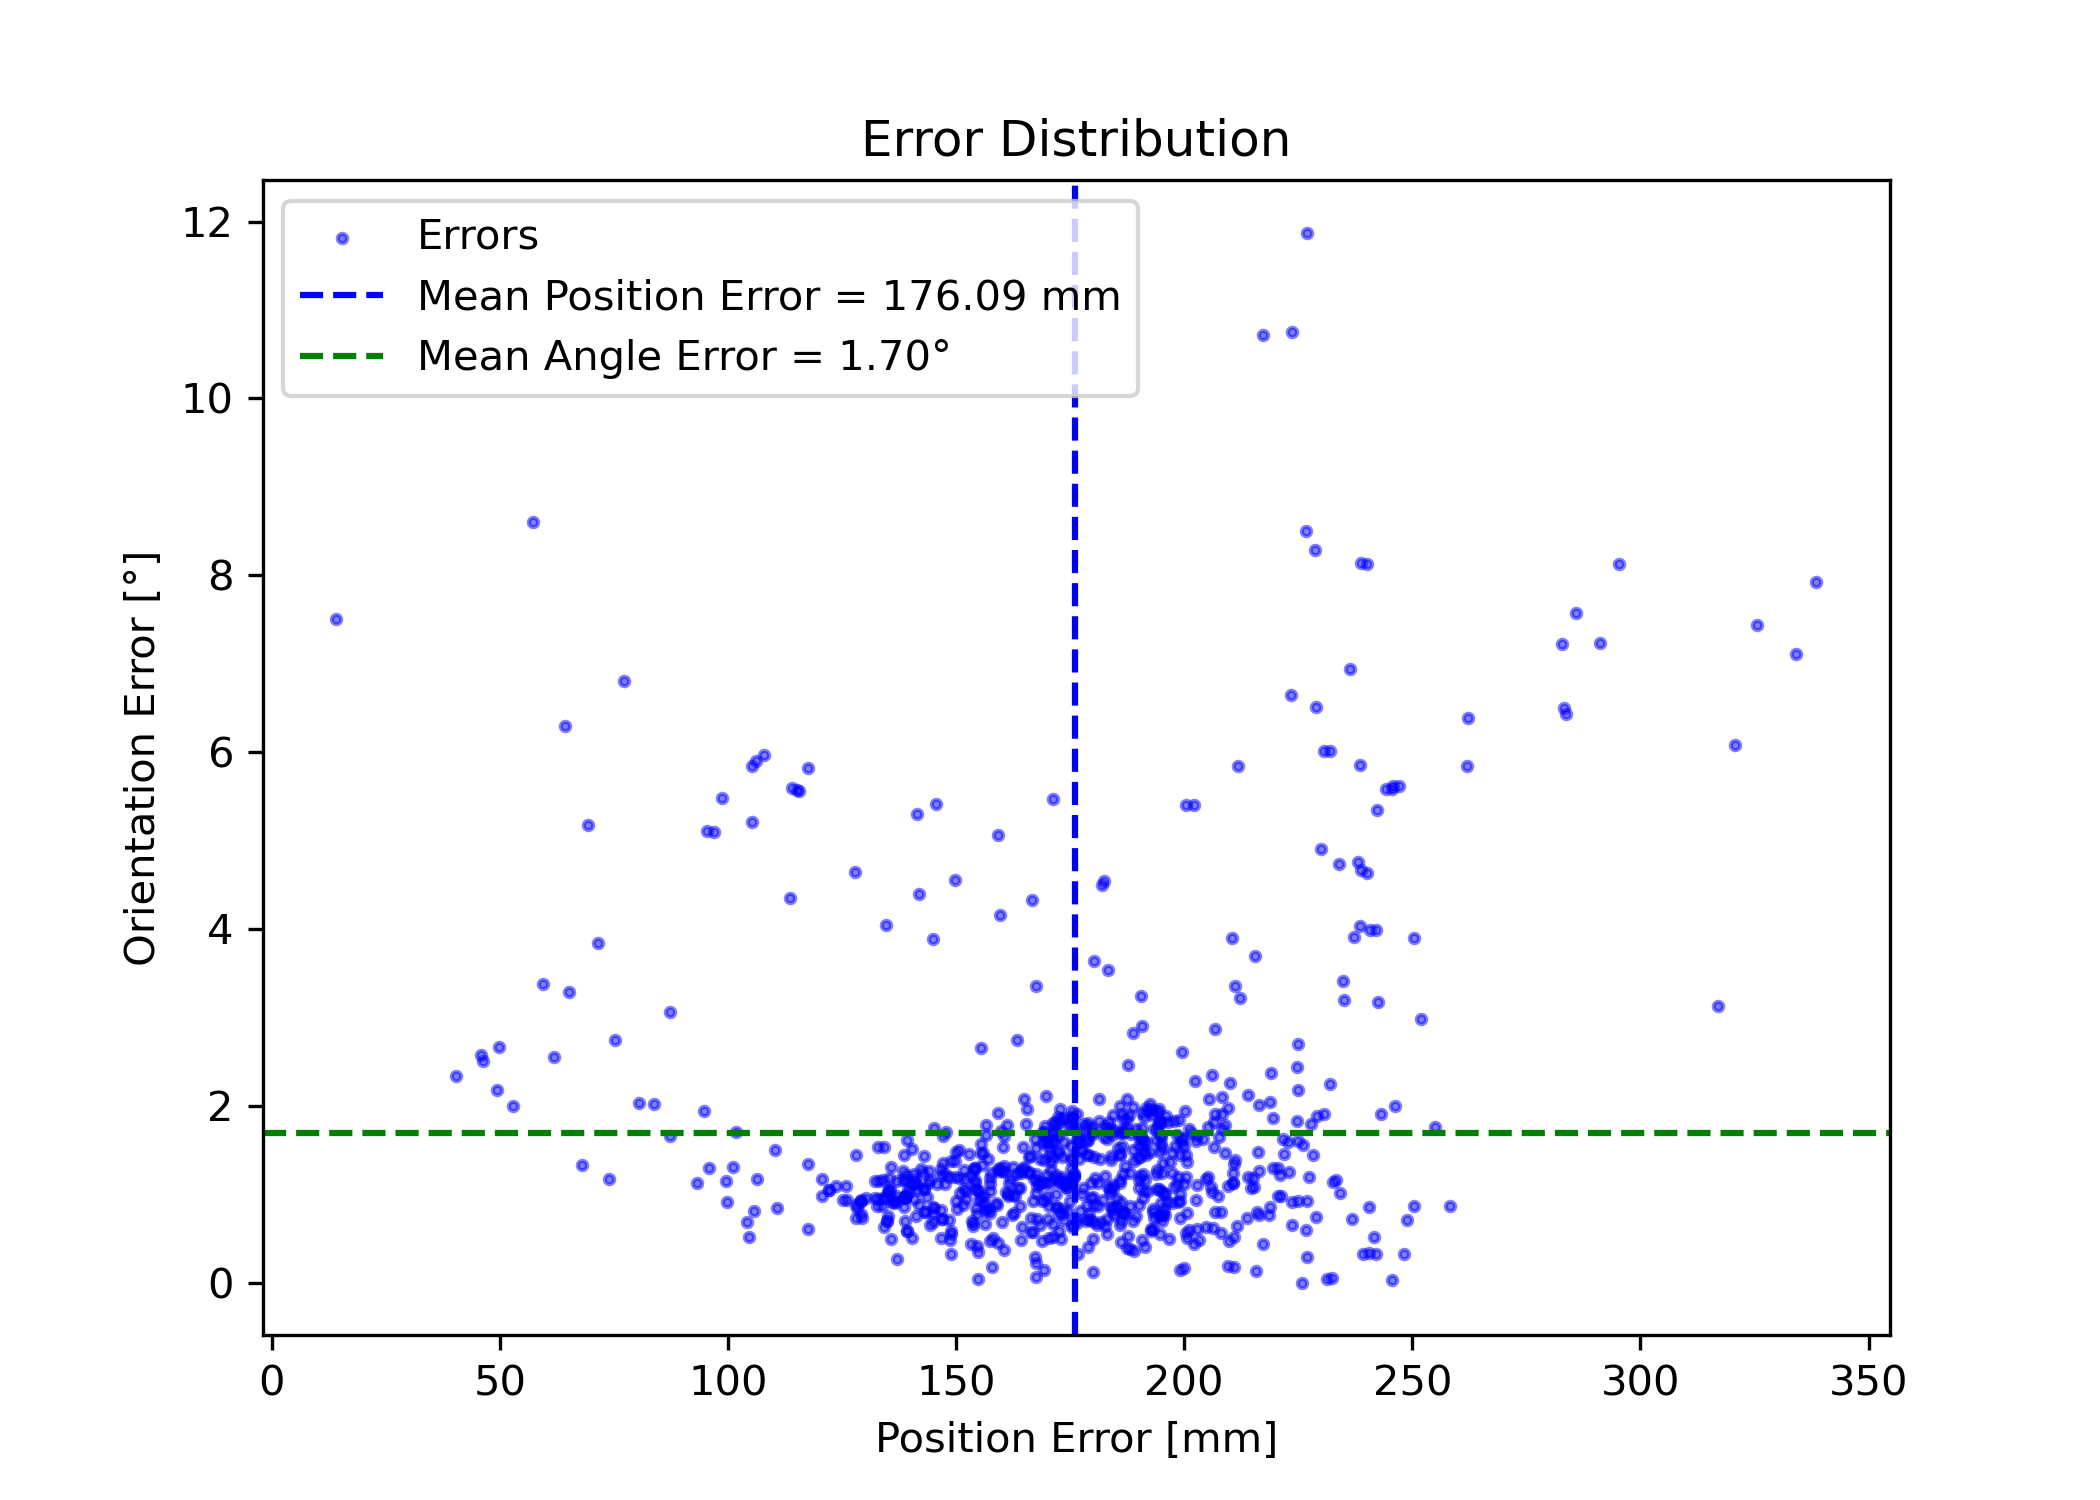 Error Distribution
Errors
Mean Position Error = 176.09 mm
Mean Angle Error = 1.70°
12
10
8
6
4
2
0
Orientation Error [°]
0 50 100 150 200 250 300 350
Position Error [mm]